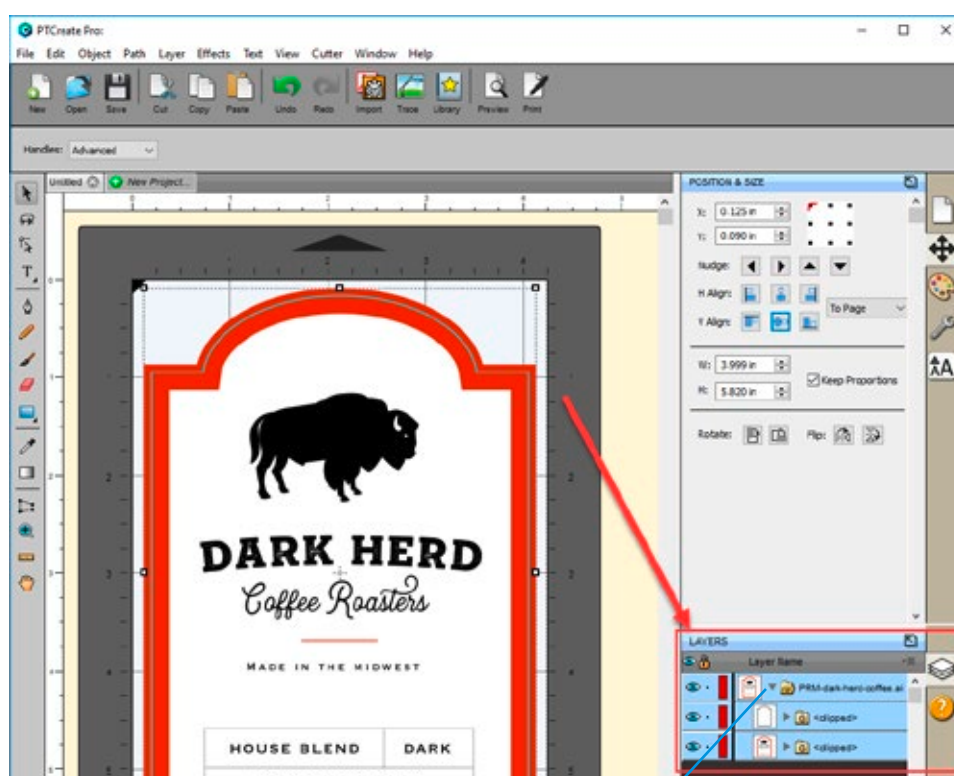 PTCreate Pro:
File Edit Object Path Layer Effects Text View Cutter Window Help
New Open Save Cut Copy Paste Undo Redo Import Trace Library Preview Print
Handles: Advanced
Untitled New Project...
POSITION & SIZE
X: 0.125 in
Y: 0.090 in
Nudge:
H Align:
To Page
Y Align:
W: 3.999 in
Keep Proportions
H: 5.820 in
Rotate: Flip:
AA
DARK HERD
Coffee Roasters
MADE IN THE MIDWEST
HOUSE BLEND DARK
LAYERS
Layer Name
PRM-dark-herd-coffee.ai
<clipped>
<clipped>